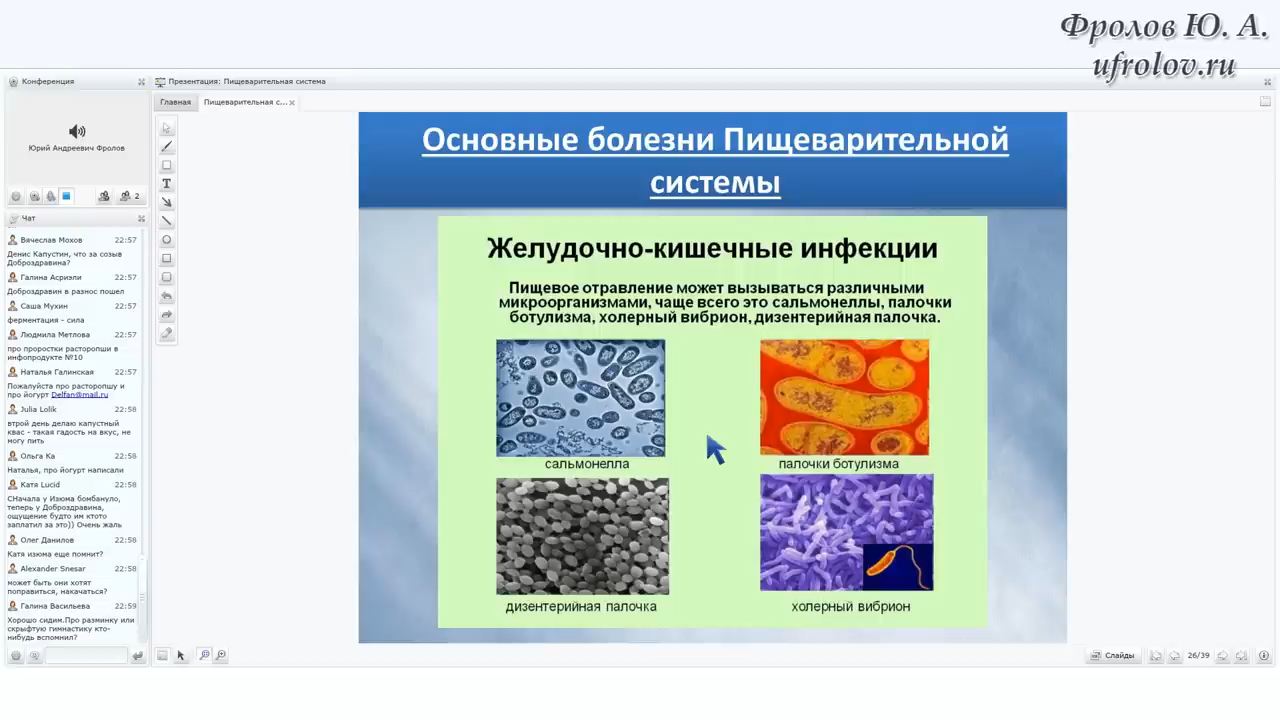 Фролов Ю. А.
ufrolov.ru
Конференция
Юрий Андреевич Фролов
2
Чат
Вячеслав Мохов 22:57
Денис Капустин, что за созыв
Доброздравина?
Галина Асриэли 22:57
Доброздравин в разнос пошел
Саша Мухин 22:57
ферментация - сила
Людмила Метлова 22:57
про проростки расторопши в
инфопродукте №10
Наталья Галинская 22:57
Пожалуйста про расторопшу и
про йогурт Delfan@mail.ru
Julia Lolik 22:58
втрой день делаю капустный
квас - такая гадость на вкус, не
могу пить
Ольга Ка 22:58
Наталья, про йогурт написали
Катя Lucid 22:58
СНачала у Изюма бомбануло,
теперь у Доброздравина,
ощущение будто им ктото
заплатил за это)) Очень жаль
Олег Данилов 22:58
Катя изюма еще помнит?
Alexander Snesar 22:58
может быть они хотят
поправиться, накачаться?
Галина Васильева 22:59
Хорошо сидим.Про разминку или
скрыфтую гимнастику кто-
нибудь вспомнил?
Презентация: Пищеварительная система
Главная
Пищеварительная с...
T
Основные болезни Пищеварительной
системы
Желудочно-кишечные инфекции
Пищевое отравление может вызываться различными
микроорганизмами, чаще всего это сальмонеллы, палочки
ботулизма, холерный вибрион, дизентерийная палочка.
сальмонелла
палочки ботулизма
дизентерийная палочка
холерный вибрион
Слайды
26/39